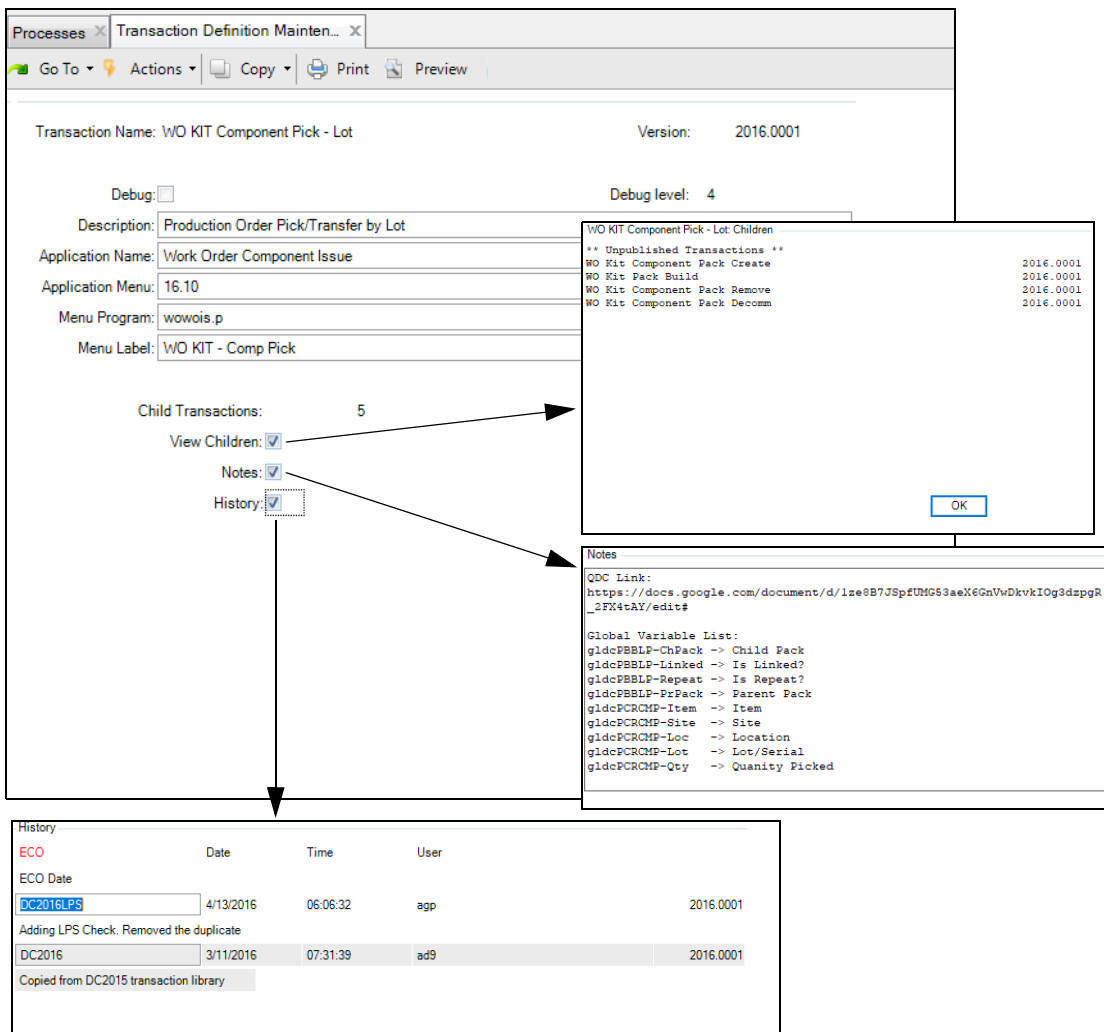 Processes
Transaction Definition Mainten...
Go To Actions Copy Print Preview
Transaction Name: WO KIT Component Pick - Lot Version: 2016.0001
Debug: Debug level: 4
Description: Production Order Pick/Transfer by Lot
Application Name: Work Order Component Issue
Application Menu: 16.10
Menu Program: wowois.p
Menu Label: WO KIT - Comp Pick
Child Transactions: 5
View Children:
Notes:
History:
WO KIT Component Pick - Lot: Children
** Unpublished Transactions **
WO Kit Component Pack Create 2016.0001
WO Kit Pack Build 2016.0001
WO Kit Component Pack Remove 2016.0001
WO Kit Component Pack Decomm 2016.0001
OK
Notes
QDC Link:
https://docs.google.com/document/d/1ze8B7JSpfUMG53aeX6GnVwDkvkIOg3dzpgR
_2FX4tAY/edit#
Global Variable List:
gldcPBBLP-ChPack -> Child Pack
gldcPBBLP-Linked -> Is Linked?
gldcPBBLP-Repeat -> Is Repeat?
gldcPBBLP-PrPack -> Parent Pack
gldcPCRCMP-Item -> Item
gldcPCRCMP-Site -> Site
gldcPCRCMP-Loc -> Location
gldcPCRCMP-Lot -> Lot/Serial
gldcPCRCMP-Qty -> Quanity Picked
History
ECO Date Time User
ECO Date
DC2016LPS 4/13/2016 06:06:32 agp 2016.0001
Adding LPS Check. Removed the duplicate
DC2016 3/11/2016 07:31:39 ad9 2016.0001
Copied from DC2015 transaction library